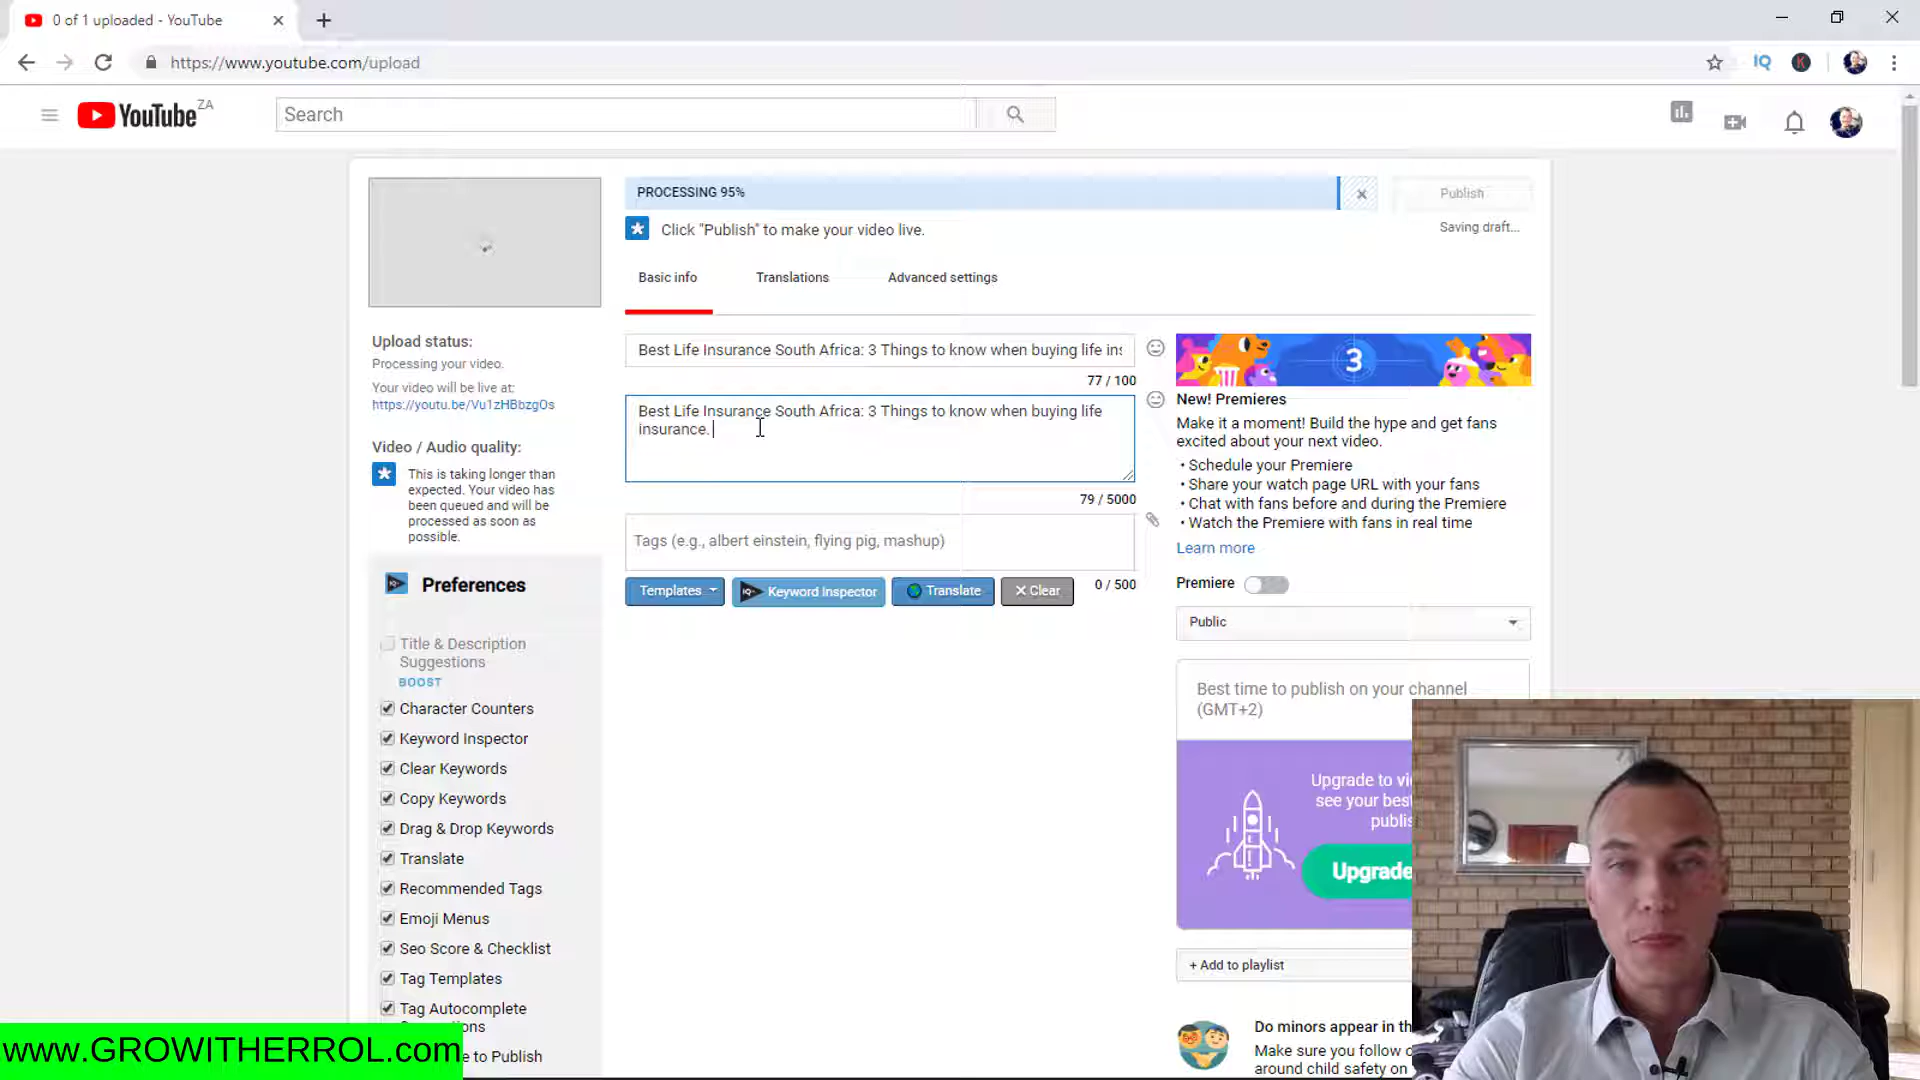 0 of 1 uploaded - YouTube
https://www.youtube.com/upload
IQ
K
YouTube ZA
Search
PROCESSING 95%
Publish
Click "Publish" to make your video live.
Saving draft...
Basic info
Translations
Advanced settings
Upload status:
Processing your video.
Your video will be live at:
https://youtu.be/Vu1zHBbzgOs
Video / Audio quality:
This is taking longer than
expected. Your video has
been queued and will be
processed as soon as
possible.
Best Life Insurance South Africa: 3 Things to know when buying life ins
77 / 100
Best Life Insurance South Africa: 3 Things to know when buying life
insurance.
79 / 5000
Tags (e.g., albert einstein, flying pig, mashup)
Templates
Keyword Inspector
Translate
Clear
0 / 500
3
New! Premieres
Make it a moment! Build the hype and get fans
excited about your next video.
• Schedule your Premiere
• Share your watch page URL with your fans
• Chat with fans before and during the Premiere
• Watch the Premiere with fans in real time
Learn more
Premiere
Public
Best time to publish on your channel
(GMT+2)
Upgrade to vi
see your best
publis
Upgrade
+ Add to playlist
Do minors appear in th
Make sure you follow o
around child safety on
Preferences
Title & Description
Suggestions
BOOST
Character Counters
Keyword Inspector
Clear Keywords
Copy Keywords
Drag & Drop Keywords
Translate
Recommended Tags
Emoji Menus
Seo Score & Checklist
Tag Templates
Tag Autocomplete
ons
e to Publish
www.GROWITHERROL.com